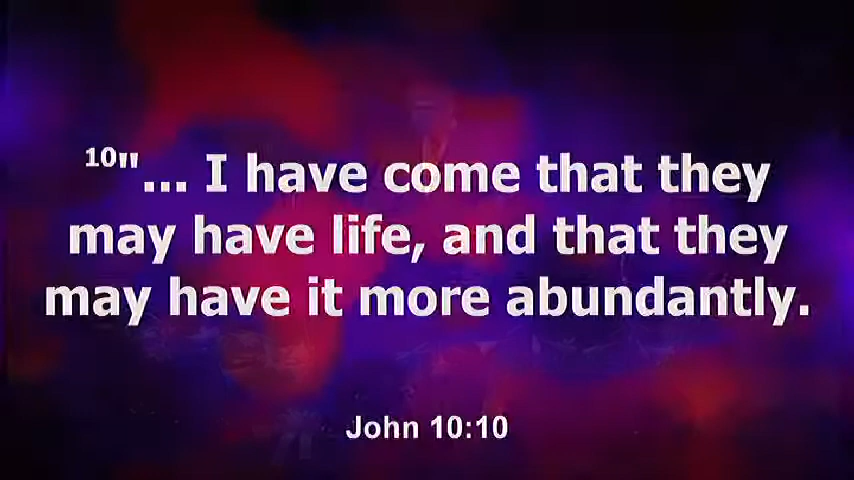 10"... I have come that they
may have life, and that they
may have it more abundantly.
John 10:10